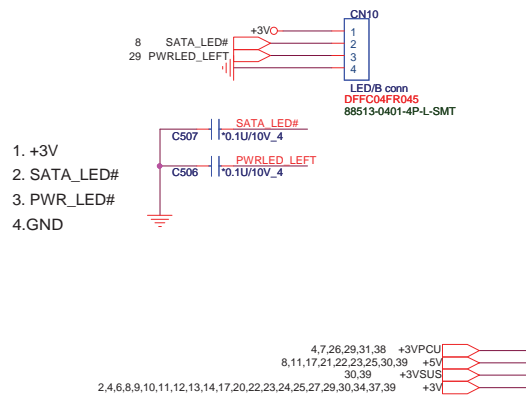 CN10
+3V
1
8 SATA_LED#
2
29 PWRLED_LEFT
3
4
LED/B conn
DFFC04FR045
88513-0401-4P-L-SMT
SATA_LED#
C507 *0.1U/10V_4
PWRLED_LEFT
C506 *0.1U/10V_4
1. +3V
2. SATA_LED#
3. PWR_LED#
4.GND
4,7,26,29,31,38 +3VPCU
8,11,17,21,22,23,25,30,39 +5V
30,39 +3VSUS
2,4,6,8,9,10,11,12,13,14,17,20,22,23,24,25,27,29,30,34,37,39 +3V